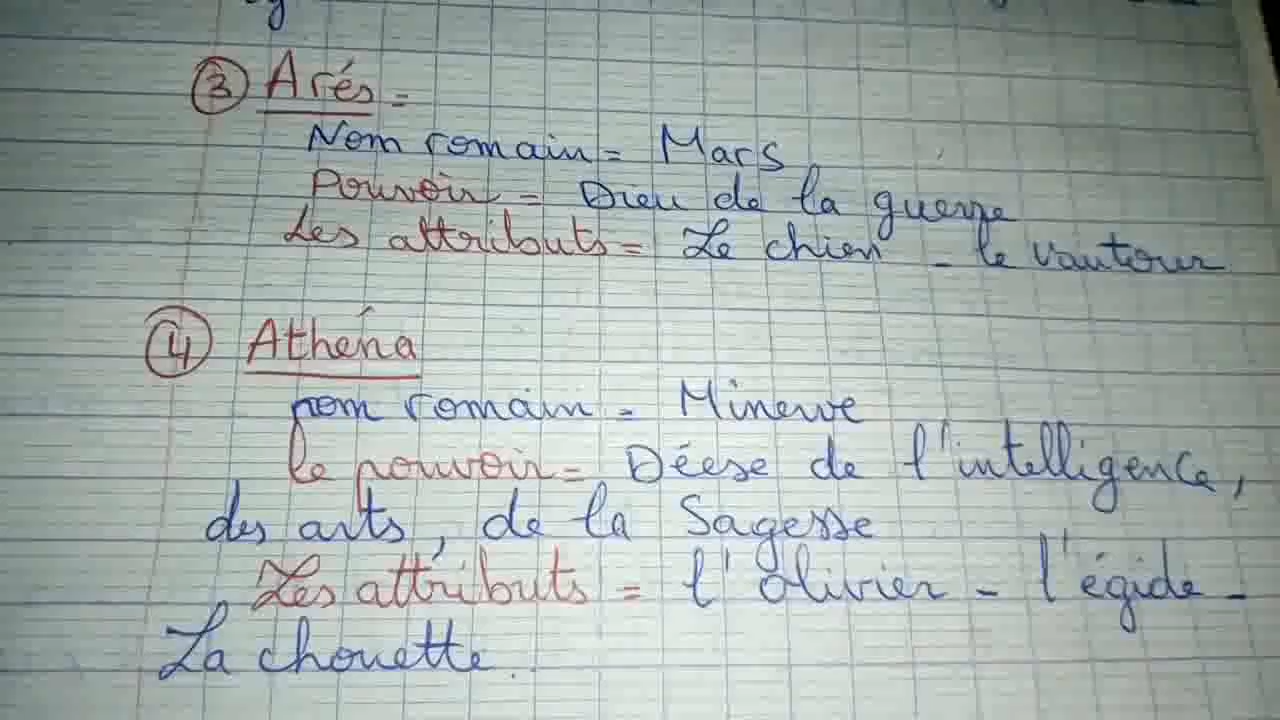 ③ Arés =
Nom romain = Mars
Pouvoir = Dieu de la guerre
Les attributs = Le chien - le vautour
④ Athéna
nom romain = Minerve
le pouvoir = Déese de l'intelligence,
des arts, de la Sagesse
Les attributs = l'olivier - l'égide -
La chouette.